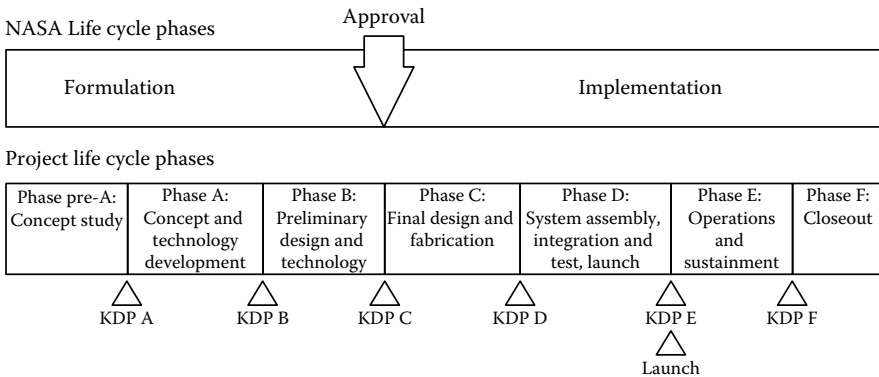 Approval
NASA Life cycle phases
Formulation
Implementation
Project life cycle phases
Phase pre-A:
Concept study
Phase A:
Concept and
technology
development
Phase B:
Preliminary
design and
technology
Phase C:
Final design and
fabrication
Phase D:
System assembly,
integration and
test, launch
Phase E:
Operations
and
sustainment
Phase F:
Closeout
KDP A
KDP B
KDP C
KDP D
KDP E
KDP F
Launch